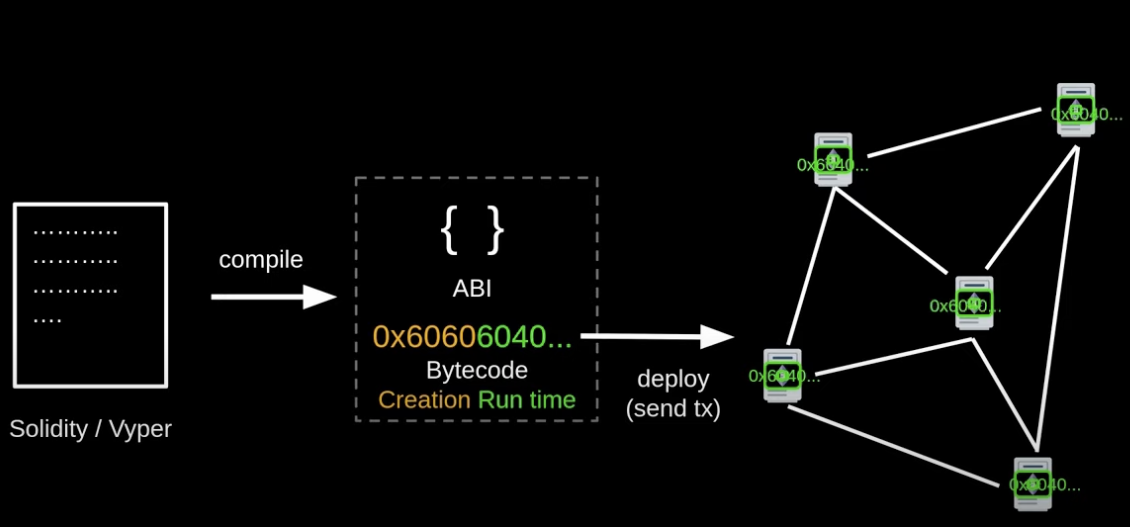 ...........
...........
...........
....
Solidity / Vyper
compile
{ }
ABI
0x60606040...
Bytecode
Creation Run time
deploy
(send tx)
0x6040...
0x6040...
0x6040...
0x6040...
0x6040...